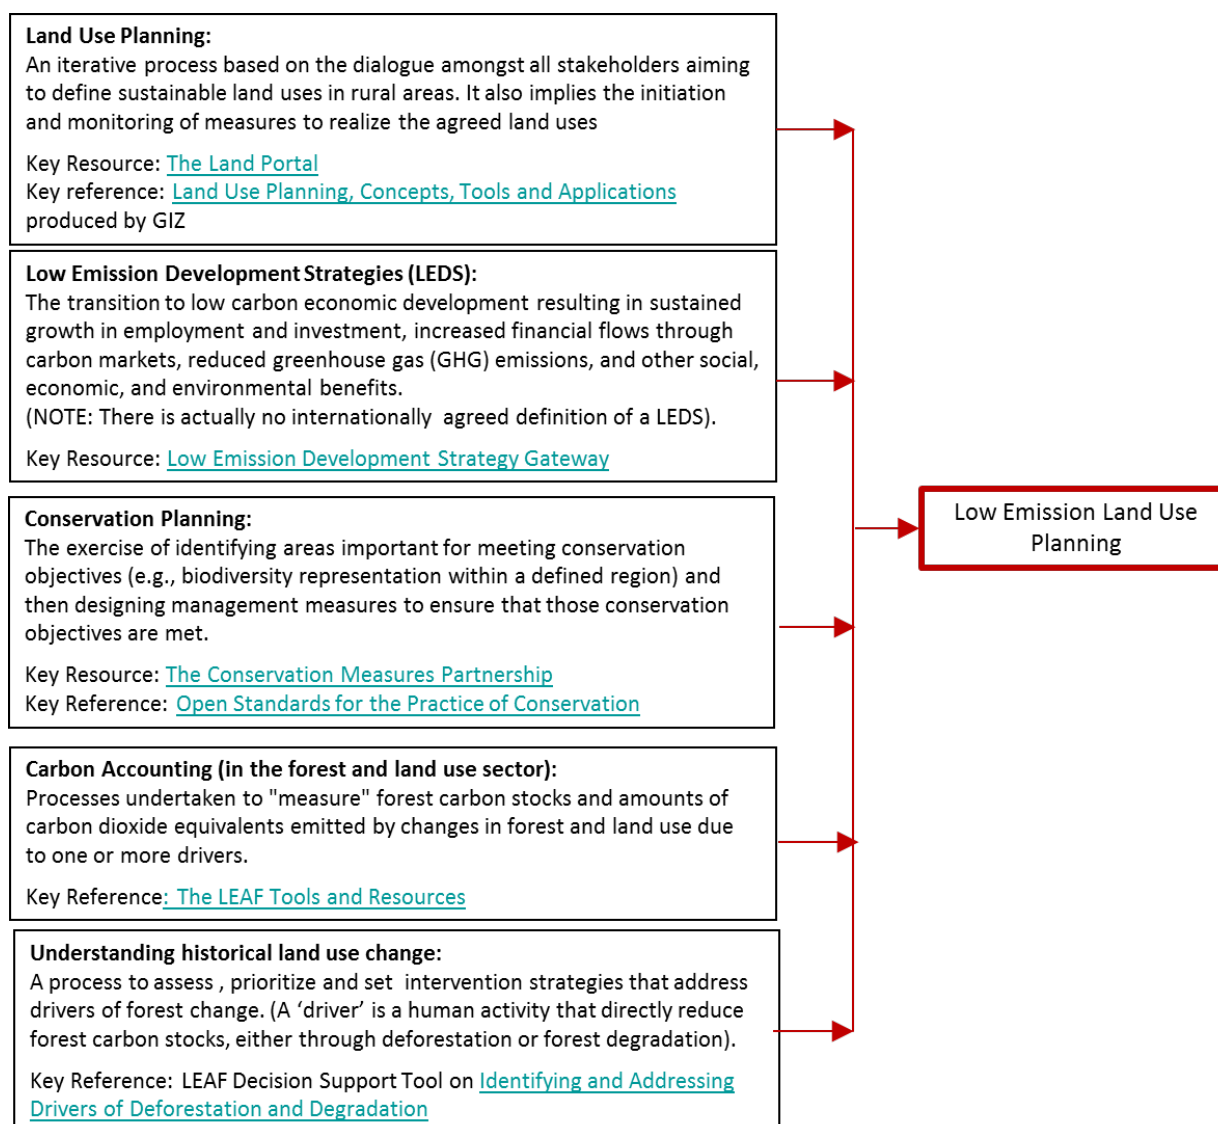 Land Use Planning:
An iterative process based on the dialogue amongst all stakeholders aiming
to define sustainable land uses in rural areas. It also implies the initiation
and monitoring of measures to realize the agreed land uses
Key Resource: The Land Portal
Key reference: Land Use Planning, Concepts, Tools and Applications
produced by GIZ
Low Emission Development Strategies (LEDS):
The transition to low carbon economic development resulting in sustained
growth in employment and investment, increased financial flows through
carbon markets, reduced greenhouse gas (GHG) emissions, and other social,
economic, and environmental benefits.
(NOTE: There is actually no internationally  agreed definition of a LEDS).
Key Resource: Low Emission Development Strategy Gateway
Conservation Planning:
The exercise of identifying areas important for meeting conservation
objectives (e.g., biodiversity representation within a defined region) and
then designing management measures to ensure that those conservation
objectives are met.
Key Resource: The Conservation Measures Partnership
Key Reference:  Open Standards for the Practice of Conservation
Carbon Accounting (in the forest and land use sector):
Processes undertaken to "measure" forest carbon stocks and amounts of
carbon dioxide equivalents emitted by changes in forest and land use due
to one or more drivers.
Key Reference: The LEAF Tools and Resources
Understanding historical land use change:
A process to assess , prioritize and set  intervention strategies that address
drivers of forest change. (A ‘driver’ is a human activity that directly reduce
forest carbon stocks, either through deforestation or forest degradation).
Key Reference: LEAF Decision Support Tool on Identifying and Addressing
Drivers of Deforestation and Degradation
Low Emission Land Use
Planning